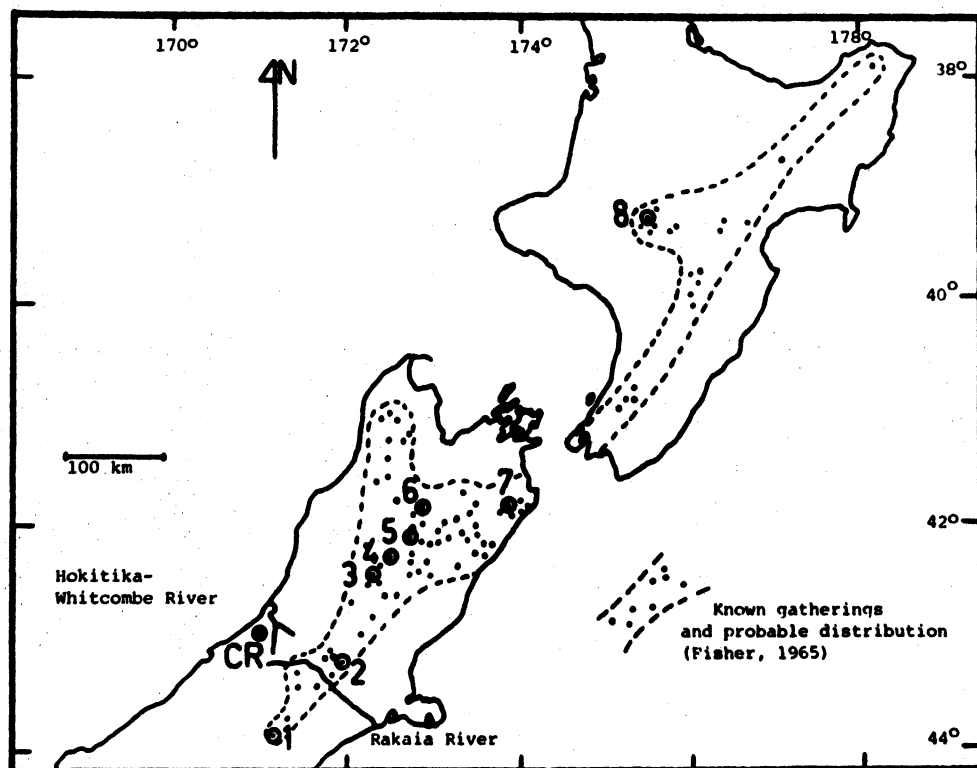 170° 172° 174° 178°
N
38°
8
40°
100 km
7
6
42°
5
4
3
Hokitika-
Whitcombe River
Known gatherings
and probable distribution
(Fisher, 1965)
CR
2
1
Rakaia River
44°